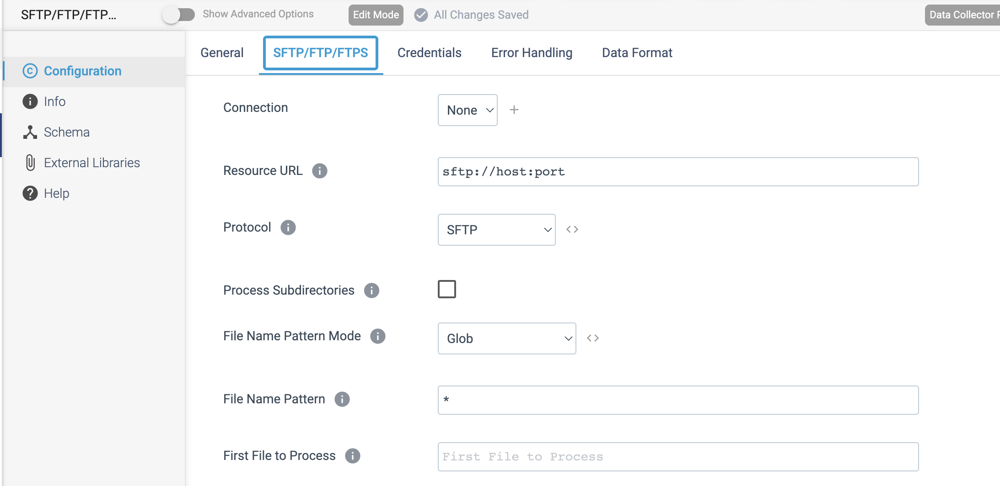 SFTP/FTP/FTP...
Show Advanced Options
Edit Mode
All Changes Saved
Data Collector
General
SFTP/FTP/FTPS
Credentials
Error Handling
Data Format
Configuration
Info
Schema
External Libraries
Help
Connection
None
Resource URL
sftp://host:port
Protocol
SFTP
Process Subdirectories
File Name Pattern Mode
Glob
File Name Pattern
*
First File to Process
First File to Process